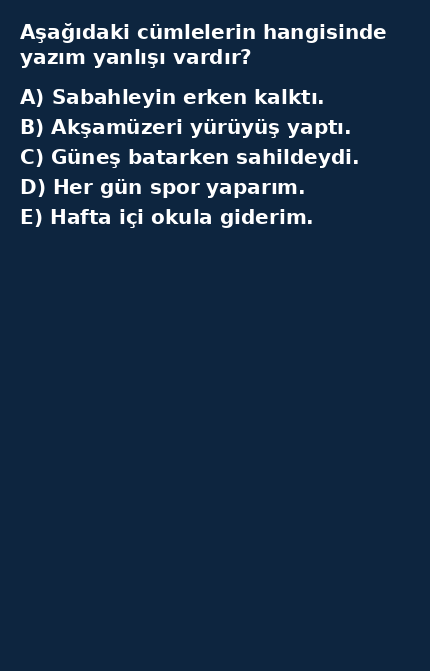 Aşağıdaki cümlelerin hangisinde
yazım yanlışı vardır?
A) Sabahleyin erken kalktı.
B) Akşamüzeri yürüyüş yaptı.
C) Güneş batarken sahildeydi.
D) Her gün spor yaparım.
E) Hafta içi okula giderim.